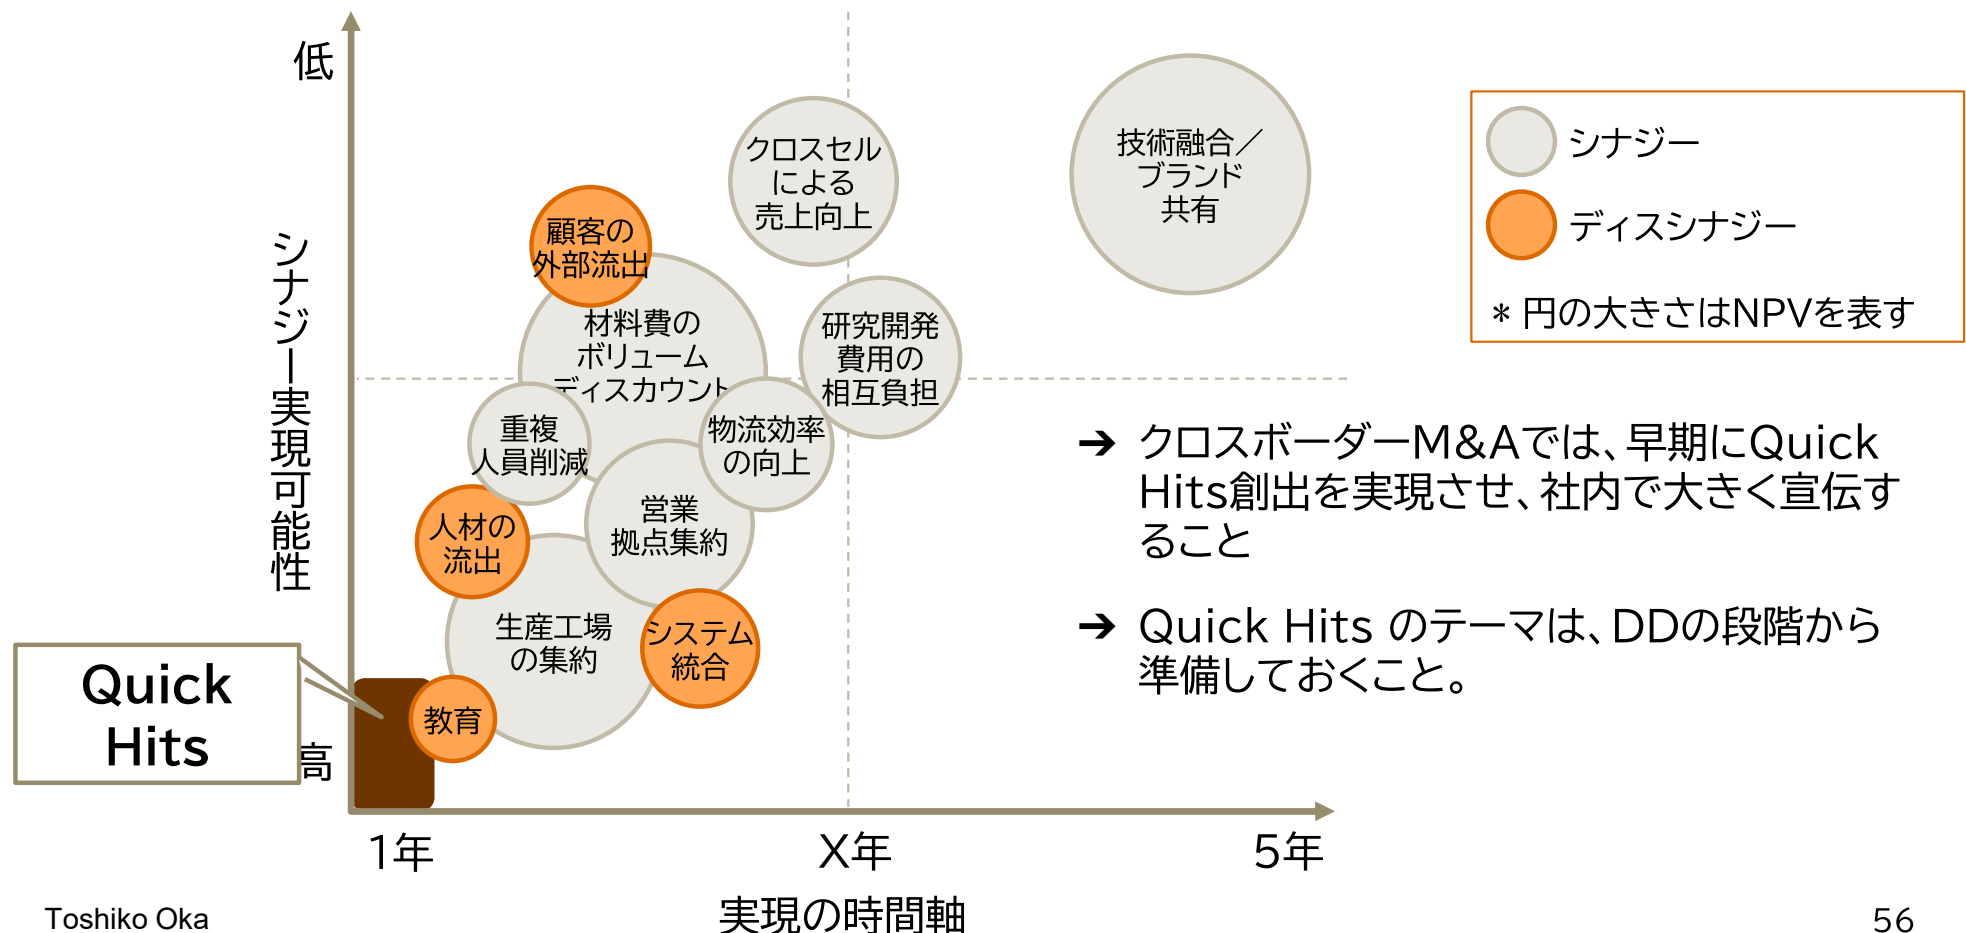 低
クロスセル
による
売上向上
技術融合／
ブランド
共有
シナジー
ディスシナジー
＊円の大きさはNPVを表す
顧客の
外部流出
シナジー実現可能性
材料費の
ボリューム
ディスカウント
研究開発
費用の
相互負担
重複
人員削減
物流効率
の向上
営業
拠点集約
人材の
流出
生産工場
の集約
システム
統合
教育
Quick
Hits
高
➔ クロスボーダーM&Aでは、早期にQuick
Hits創出を実現させ、社内で大きく宣伝す
ること
➔ Quick Hits のテーマは、DDの段階から
準備しておくこと。
1年
X年
5年
実現の時間軸
Toshiko Oka
56